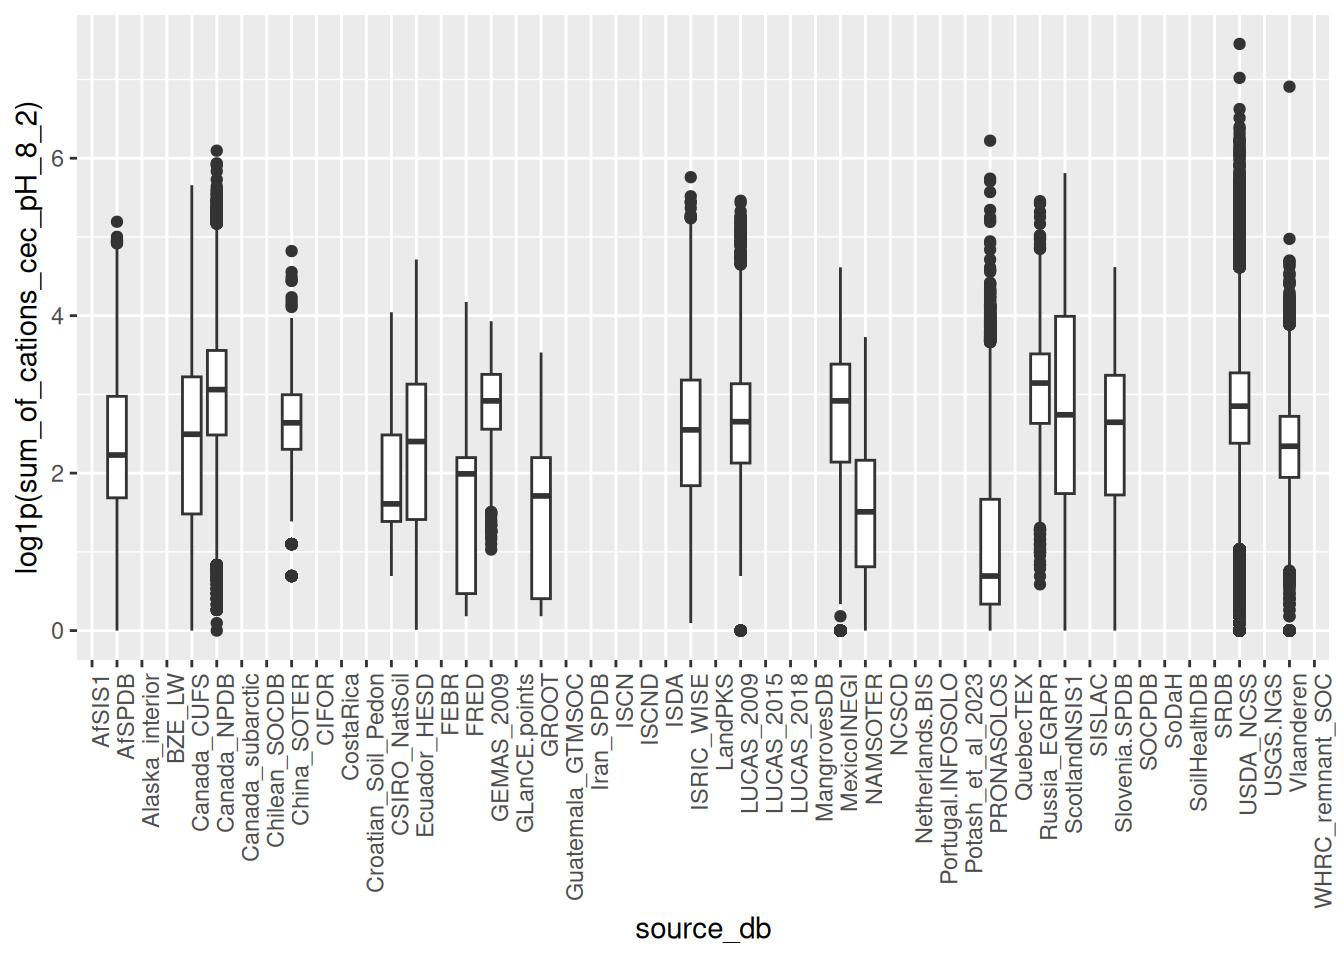 log1p(sum_of_cations_cec_pH_8_2)
6
4
2
0
AfSIS1
AfSPDB
Alaska_interior
BZE_LW
Canada_CUFS
Canada_NPDB
Canada_subarctic
Chilean_SOCDB
China_SOTER
CIFOR
CostaRica
Croatian_Soil_Pedon
CSIRO_NatSoil
Ecuador_HESD
FEBR
FRED
GEMAS_2009
GLanCE.points
GROOT
Guatemala_GTMSOC
Iran_SPDB
ISCN
ISCND
ISDA
ISRIC_WISE
LandPKS
LUCAS_2009
LUCAS_2015
LUCAS_2018
MangrovesDB
MexicoINEGI
NAMSOTER
NCSCD
Netherlands.BIS
Portugal.INFOSOLO
Potash_et_al_2023
PRONASOLOS
QuebecTEX
Russia_EGRPR
ScotlandNSIS1
SISLAC
Slovenia.SPDB
SOCPDB
SoDaH
SoilHealthDB
SRDB
USDA_NCSS
USGS.NGS
Vlaanderen
WHRC_remnant_SOC
source_db